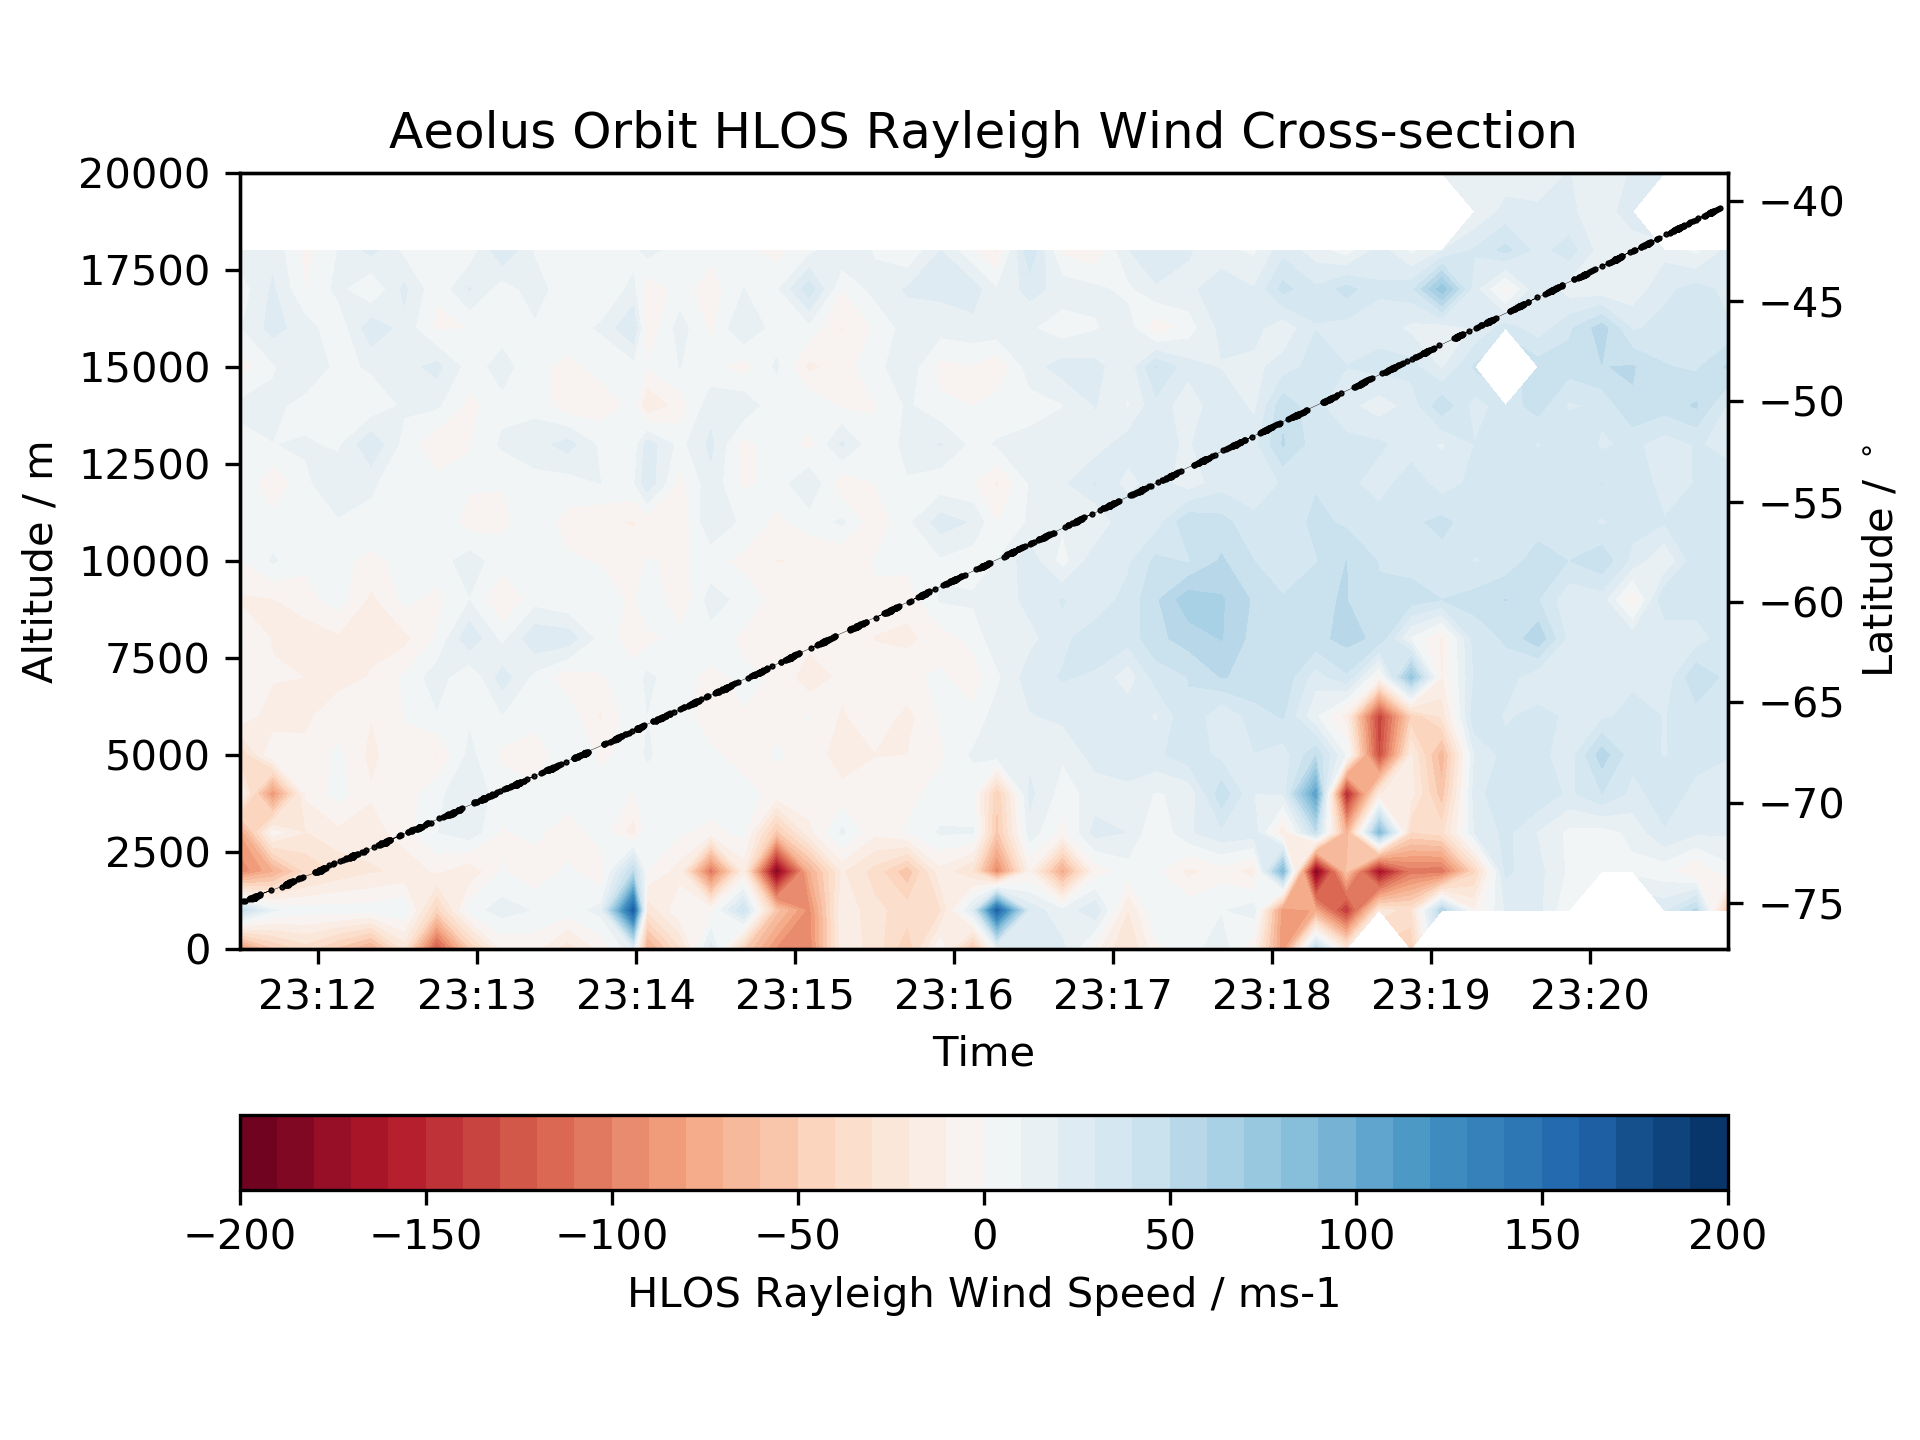 Aeolus Orbit HLOS Rayleigh Wind Cross-section
20000
17500
15000
12500
10000
7500
5000
2500
0
Altitude / m
−40
−45
−50
−55
−60
−65
−70
−75
Latitude / °
23:12 23:13 23:14 23:15 23:16 23:17 23:18 23:19 23:20
Time
−200 −150 −100 −50 0 50 100 150 200
HLOS Rayleigh Wind Speed / ms-1